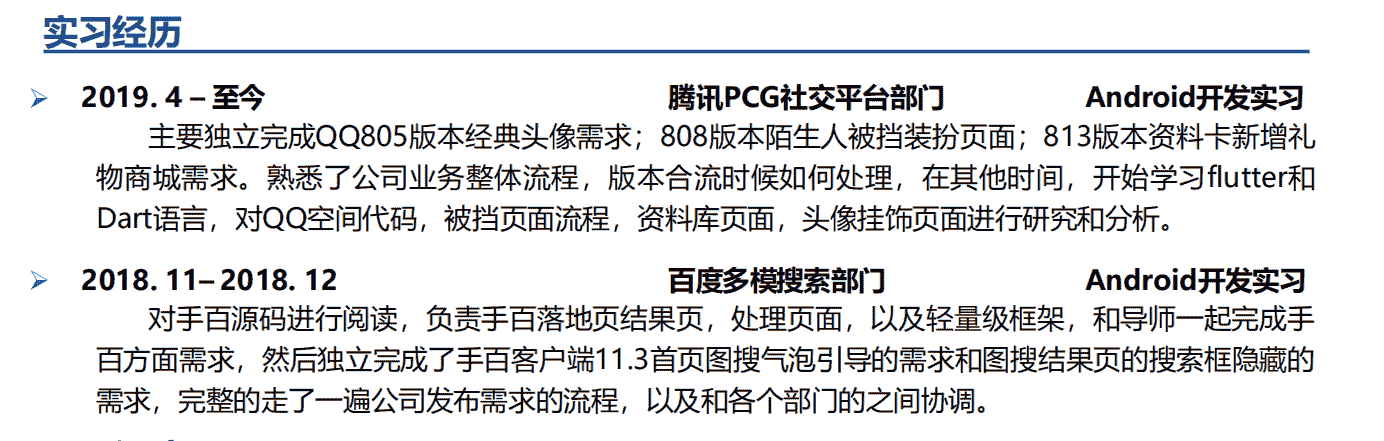 实习经历
2019. 4 – 至今 腾讯PCG社交平台部门 Android开发实习
主要独立完成QQ805版本经典头像需求；808版本陌生人被挡装扮页面；813版本资料卡新增礼
物商城需求。熟悉了公司业务整体流程，版本合流时候如何处理，在其他时间，开始学习flutter和
Dart语言，对QQ空间代码，被挡页面流程，资料库页面，头像挂饰页面进行研究和分析。
2018. 11– 2018. 12 百度多模搜索部门 Android开发实习
对手百源码进行阅读，负责手百落地页结果页，处理页面，以及轻量级框架，和导师一起完成手
百方面需求，然后独立完成了手百客户端11.3首页图搜气泡引导的需求和图搜结果页的搜索框隐藏的
需求，完整的走了一遍公司发布需求的流程，以及和各个部门的之间协调。